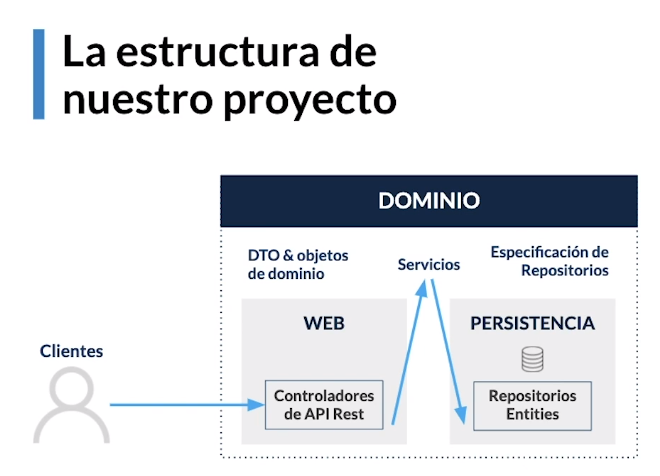 La estructura de
nuestro proyecto
DOMINIO
DTO & objetos
de dominio
Servicios
Especificación de
Repositorios
WEB
PERSISTENCIA
Clientes
Controladores
de API Rest
Repositorios
Entities